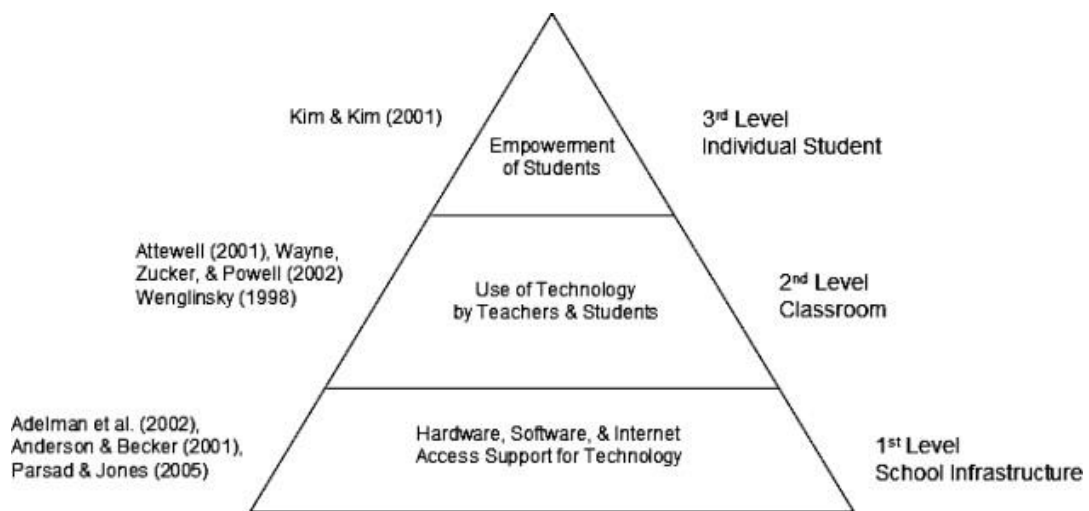 Kim & Kim (2001)
Empowerment
of Students
3rd Level
Individual Student
Attewell (2001), Wayne,
Zucker, & Powell (2002)
Wenglinsky (1998)
Use of Technology
by Teachers & Students
2nd Level
Classroom
Adelman et al. (2002),
Anderson & Becker (2001),
Parsad & Jones (2005)
Hardware, Software, & Internet
Access Support for Technology
1st Level
School Infrastructure